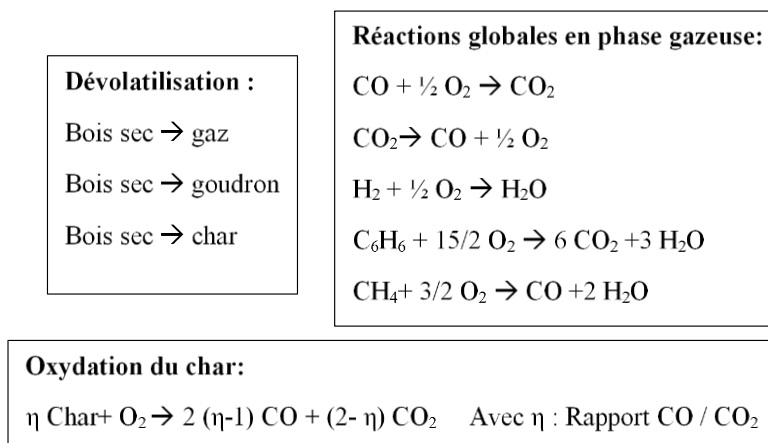 Dévolatilisation :
Bois sec → gaz
Bois sec → goudron
Bois sec → char
Réactions globales en phase gazeuse:
CO + ½ O₂ → CO₂
CO₂→ CO + ½ O₂
H₂ + ½ O₂ → H₂O
C₆H₆ + 15/2 O₂ → 6 CO₂ +3 H₂O
CH₄+ 3/2 O₂ → CO +2 H₂O
Oxydation du char:
η Char+ O₂ → 2 (η-1) CO + (2- η) CO₂ Avec η : Rapport CO / CO₂